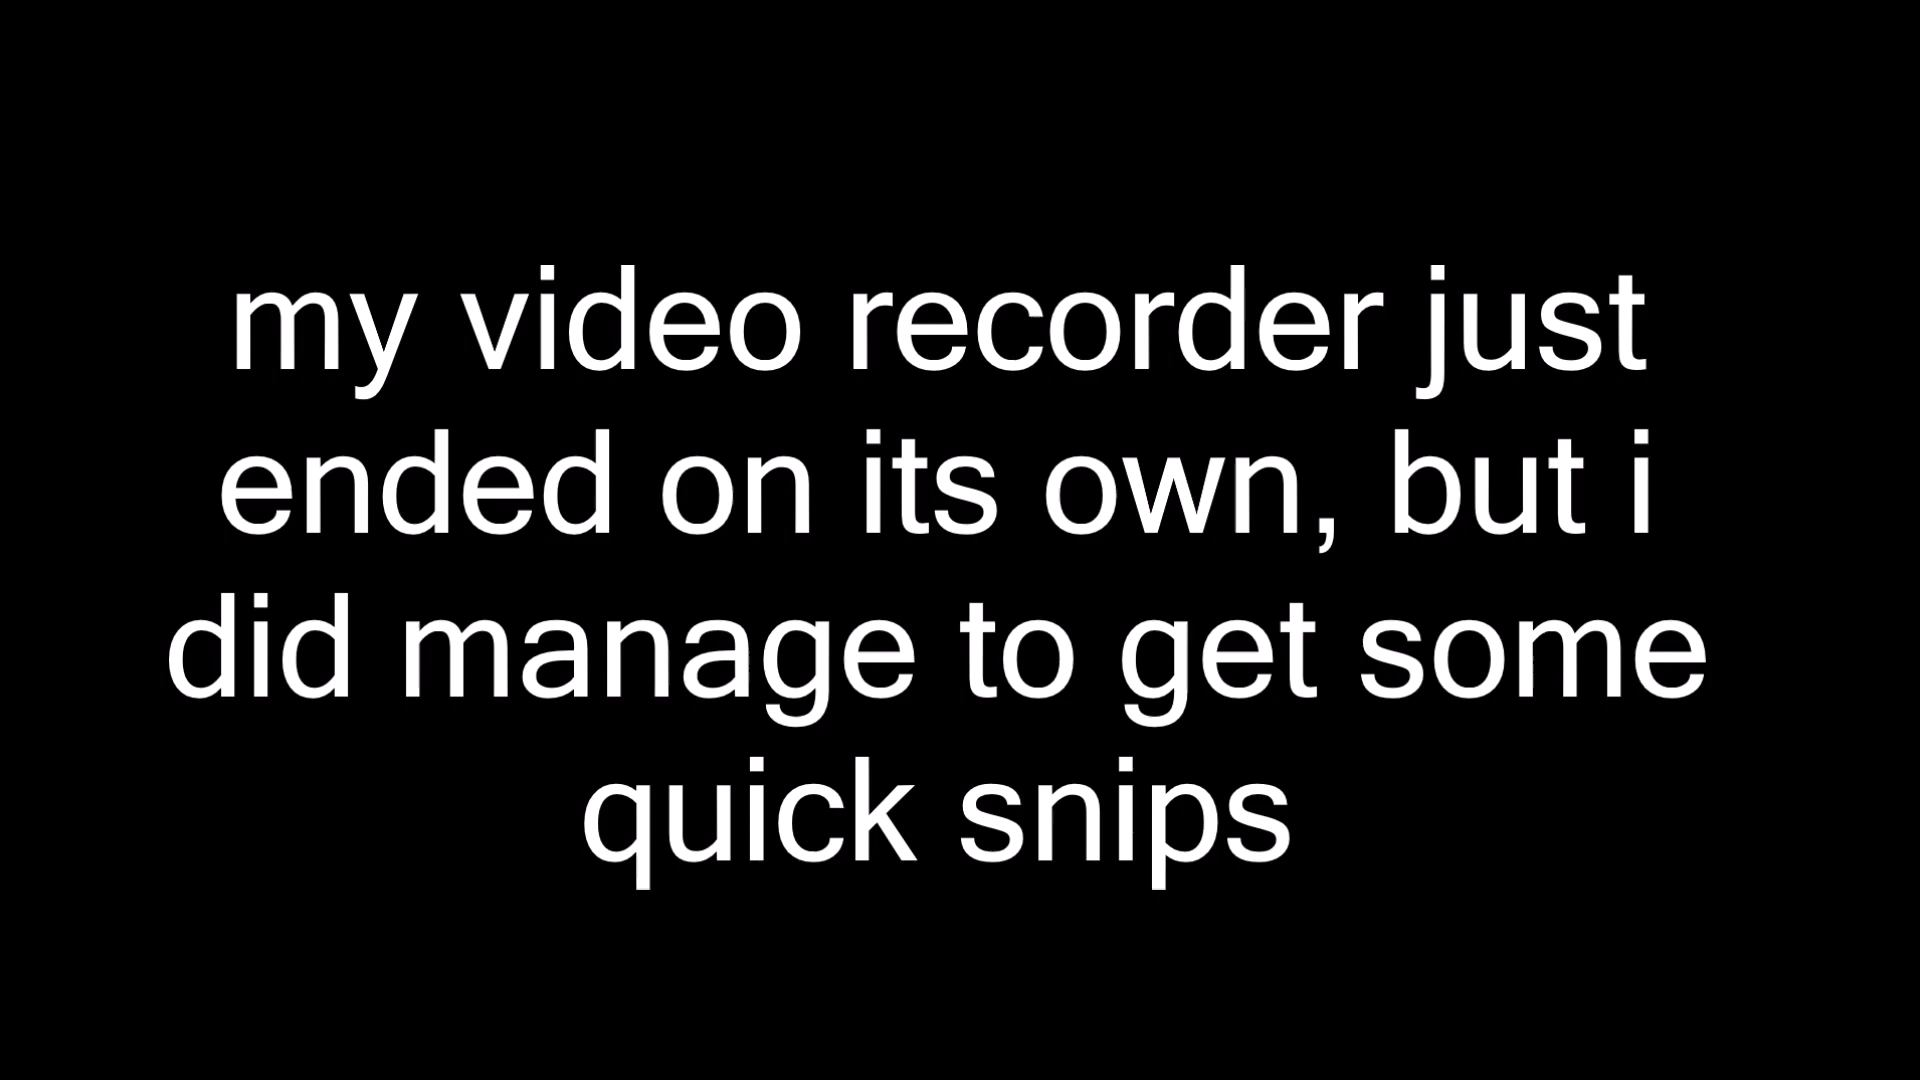 my video recorder just
ended on its own, but i
did manage to get some
quick snips